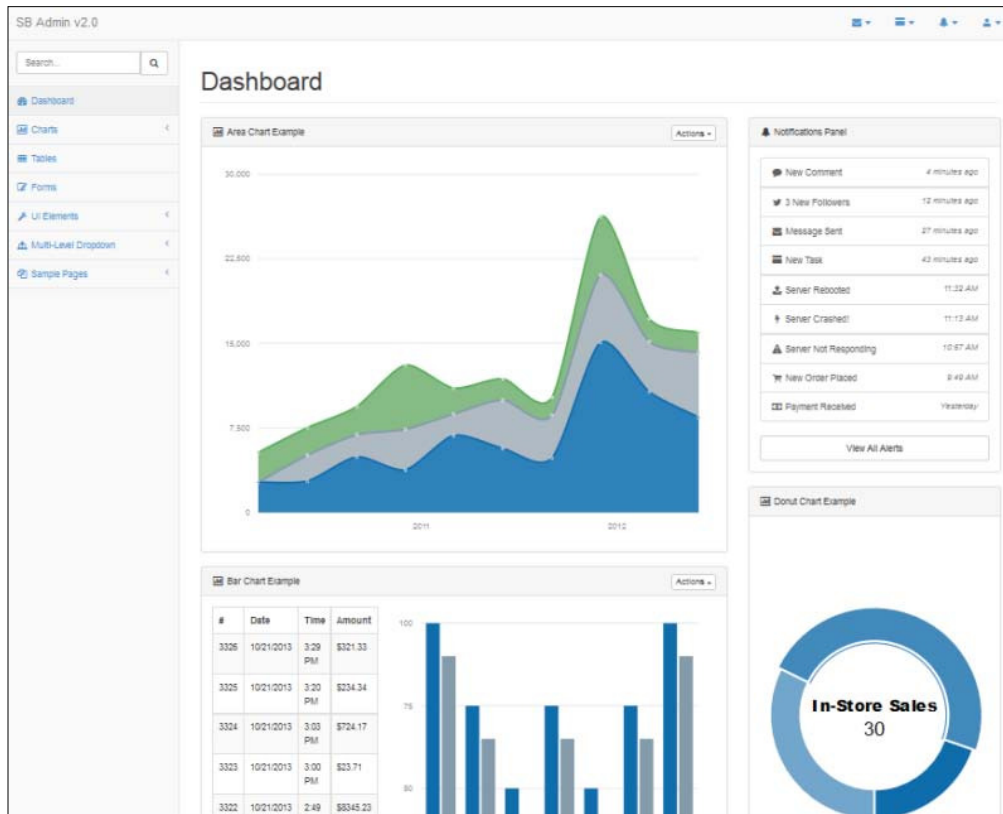 SB Admin v2.0
Search...
Dashboard
Charts
Tables
Forms
UI Elements
Multi-Level Dropdown
Sample Pages
Dashboard
Area Chart Example
Actions
30,000
22,500
15,000
7,500
0
2011
2012
Notifications Panel
New Comment 4 minutes ago
3 New Followers 12 minutes ago
Message Sent 27 minutes ago
New Task 43 minutes ago
Server Rebooted 11:32 AM
Server Crashed! 11:13 AM
Server Not Responding 10:57 AM
New Order Placed 9:49 AM
Payment Received Yesterday
View All Alerts
Bar Chart Example
Actions
# Date Time Amount
3326 10/21/2013 3:29 PM $321.33
3325 10/21/2013 3:20 PM $234.34
3324 10/21/2013 3:03 PM $724.17
3323 10/21/2013 3:00 PM $23.71
3322 10/21/2013 2:49 $8345.23
100
75
50
Donut Chart Example
In-Store Sales
30